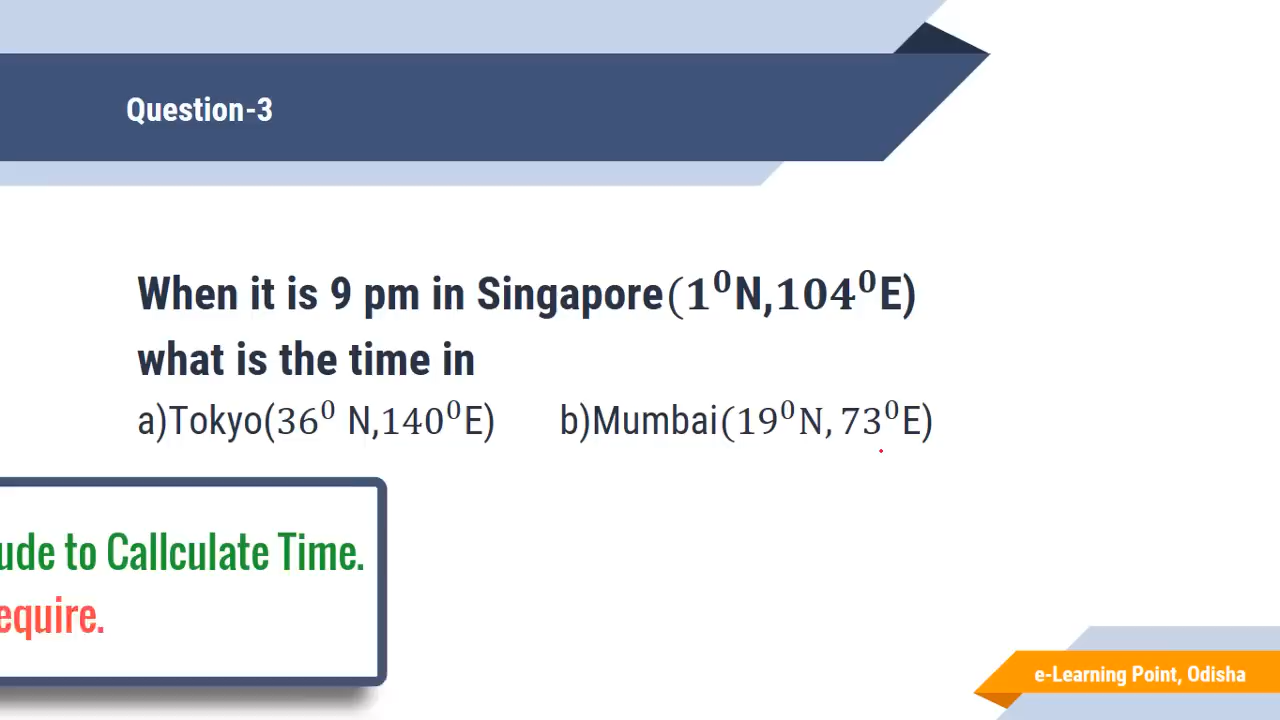 Question-3
When it is 9 pm in Singapore(1⁰N,104⁰E)
what is the time in
a)Tokyo(36⁰ N,140⁰E) b)Mumbai(19⁰N, 73⁰E)
ude to Callculate Time.
equire.
e-Learning Point, Odisha